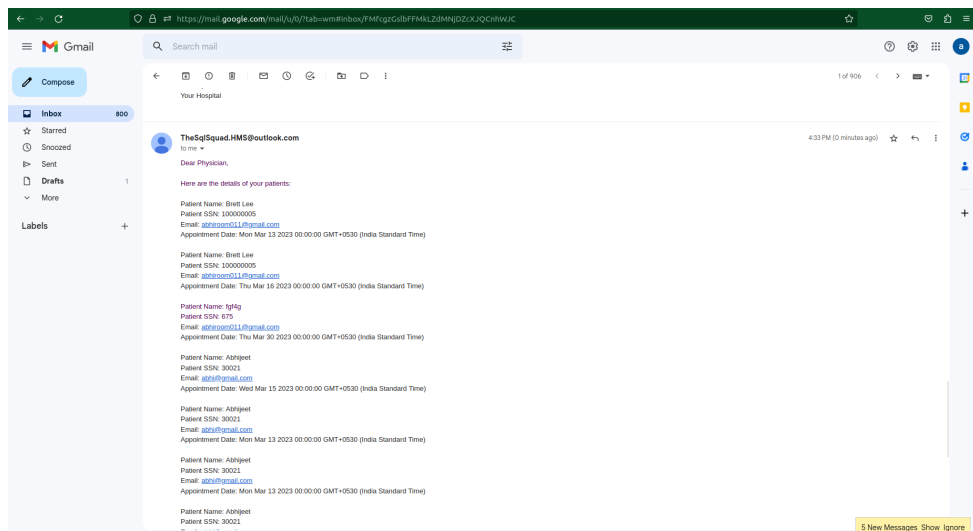 https://mail.google.com/mail/u/0/?tab=wm#inbox/FMfcgzGslbFFMkLZdMNjDZcXJQCnhWJC
Gmail
Search mail
a
Compose
1 of 906
Your Hospital
Inbox 800
Starred
Snoozed
Sent
Drafts 1
More
Labels +
TheSqlSquad.HMS@outlook.com
4:33 PM (0 minutes ago)
to me
Dear Physician,
Here are the details of your patients:
Patient Name: Brett Lee
Patient SSN: 100000005
Email: abhiroom011@gmail.com
Appointment Date: Mon Mar 13 2023 00:00:00 GMT+0530 (India Standard Time)
Patient Name: Brett Lee
Patient SSN: 100000005
Email: abhiroom011@gmail.com
Appointment Date: Thu Mar 16 2023 00:00:00 GMT+0530 (India Standard Time)
Patient Name: fgf4g
Patient SSN: 675
Email: abhiroom011@gmail.com
Appointment Date: Thu Mar 30 2023 00:00:00 GMT+0530 (India Standard Time)
Patient Name: Abhijeet
Patient SSN: 30021
Email: abhi@gmail.com
Appointment Date: Wed Mar 15 2023 00:00:00 GMT+0530 (India Standard Time)
Patient Name: Abhijeet
Patient SSN: 30021
Email: abhi@gmail.com
Appointment Date: Mon Mar 13 2023 00:00:00 GMT+0530 (India Standard Time)
Patient Name: Abhijeet
Patient SSN: 30021
Email: abhi@gmail.com
Appointment Date: Mon Mar 13 2023 00:00:00 GMT+0530 (India Standard Time)
Patient Name: Abhijeet
Patient SSN: 30021
5 New Messages Show Ignore